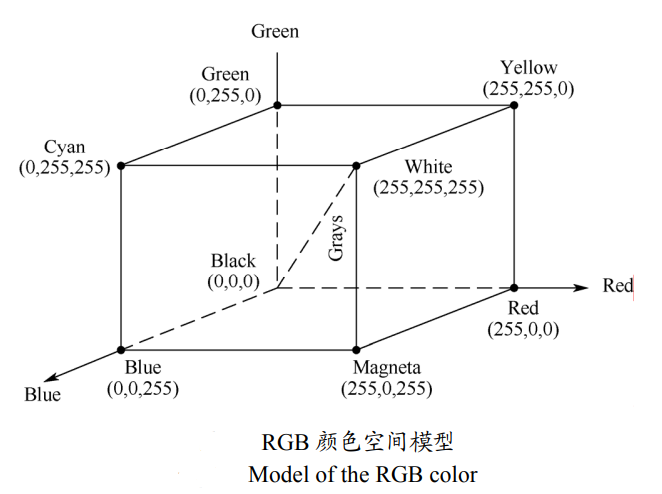 Green
Green
(0,255,0)
Yellow
(255,255,0)
Cyan
(0,255,255)
White
(255,255,255)
Grays
Black
(0,0,0)
Red
Red
(255,0,0)
Blue
Blue
(0,0,255)
Magneta
(255,0,255)
RGB 颜色空间模型
Model of the RGB color